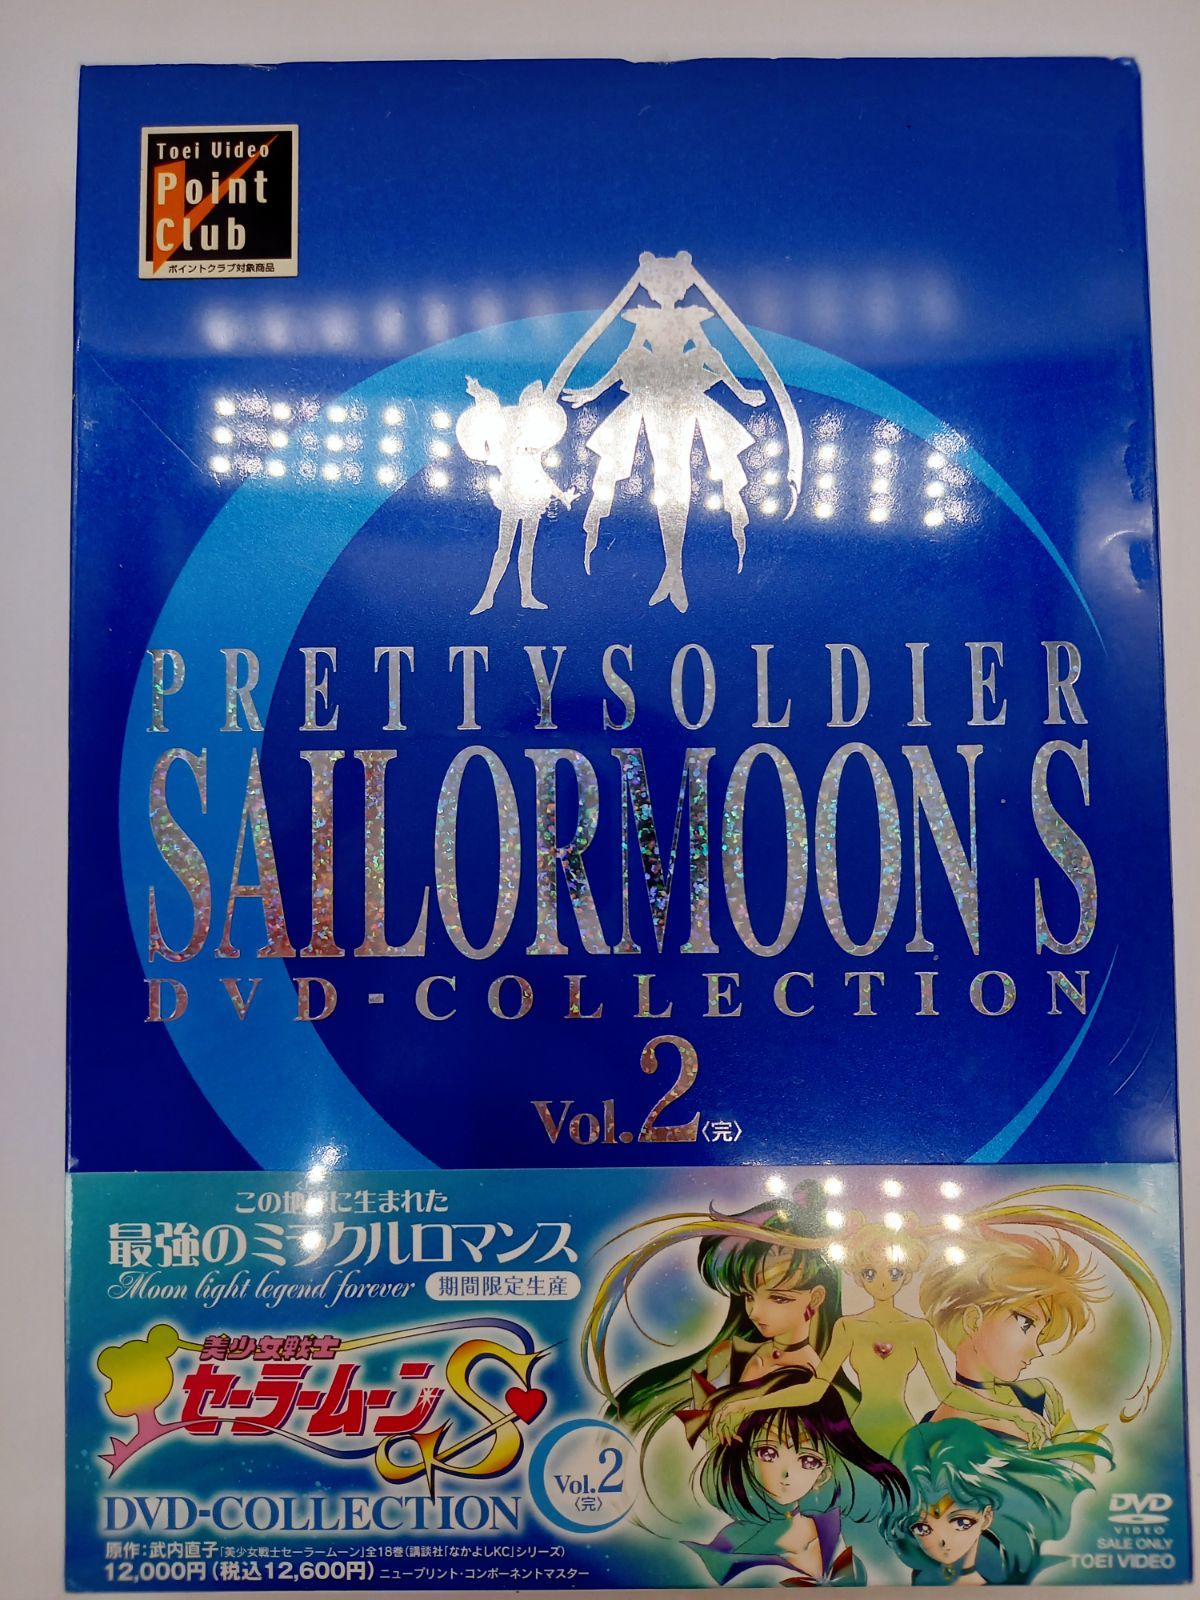 Toei Video
Point
Club
ポイントクラブ対象商品
PRETTY SOLDIER
SAILORMOON S
DVD-COLLECTION
Vol.2〈完〉
この地球に生まれた
最強のミラクルロマンス
Moon light legend forever 期間限定生産
美少女戦士
セーラームーンS
Vol.2
〈完〉
DVD-COLLECTION
原作:武内直子「美少女戦士セーラームーン」全18巻(講談社「なかよしKC」シリーズ)
12,000円(税込12,600円)ニュープリント・コンポーネントマスター
DVD
VIDEO
SALE ONLY
TOEI VIDEO